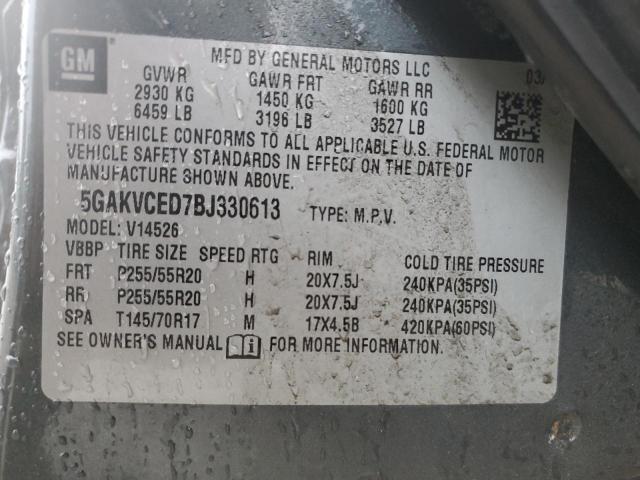 GM
MFD BY GENERAL MOTORS LLC
GVWR GAWR FRT GAWR RR 03/
2930 KG 1450 KG 1600 KG
6459 LB 3196 LB 3527 LB
THIS VEHICLE CONFORMS TO ALL APPLICABLE U.S. FEDERAL MOTOR
VEHICLE SAFETY STANDARDS IN EFFECT ON THE DATE OF
MANUFACTURE SHOWN ABOVE.
5GAKVCED7BJ330613 TYPE: M.P.V.
MODEL: V14526
VBBP TIRE SIZE SPEED RTG RIM COLD TIRE PRESSURE
FRT P255/55R20 H 20X7.5J 240KPA(35PSI)
RR P255/55R20 H 20X7.5J 240KPA(35PSI)
SPA T145/70R17 M 17X4.5B 420KPA(60PSI)
SEE OWNER'S MANUAL FOR MORE INFORMATION.